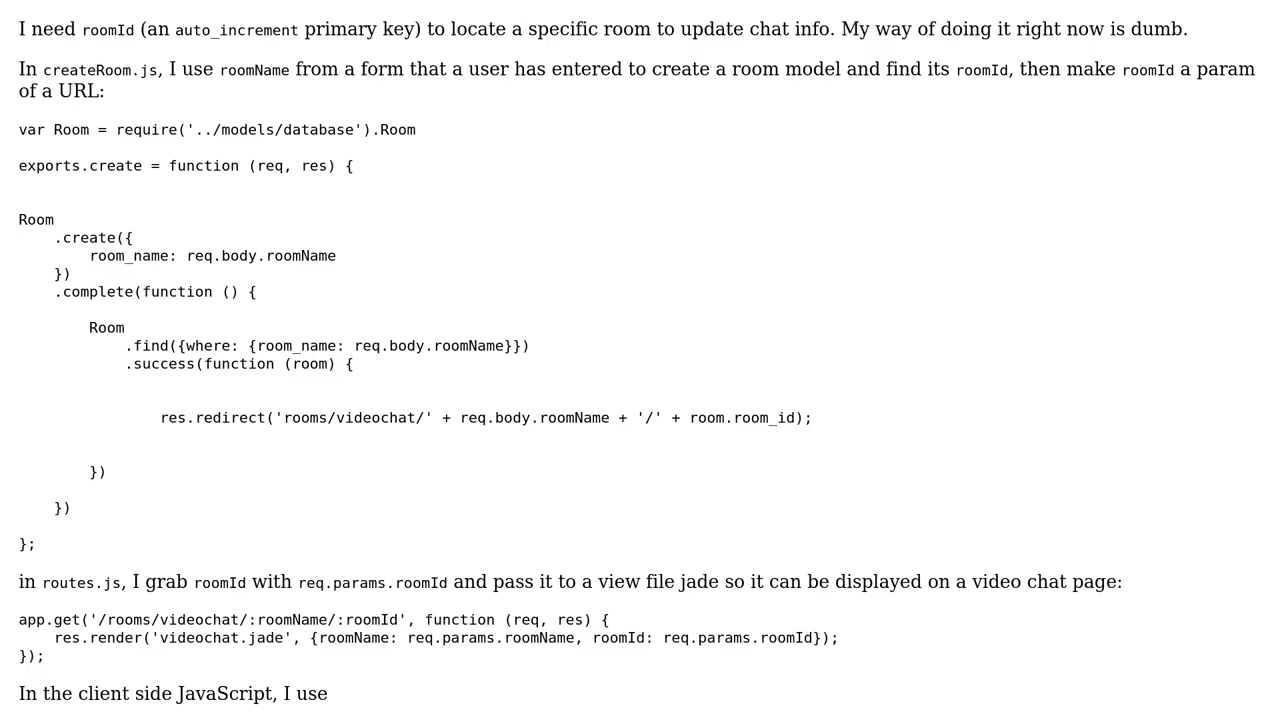 I need roomId (an auto_increment primary key) to locate a specific room to update chat info. My way of doing it right now is dumb.
In createRoom.js, I use roomName from a form that a user has entered to create a room model and find its roomId, then make roomId a param
of a URL:
var Room = require('../models/database').Room
exports.create = function (req, res) {
Room
    .create({
        room_name: req.body.roomName
    })
    .complete(function () {
        Room
            .find({where: {room_name: req.body.roomName}})
            .success(function (room) {
                res.redirect('rooms/videochat/' + req.body.roomName + '/' + room.room_id);
        })
    })
};
in routes.js, I grab roomId with req.params.roomId and pass it to a view file jade so it can be displayed on a video chat page:
app.get('/rooms/videochat/:roomName/:roomId', function (req, res) {
    res.render('videochat.jade', {roomName: req.params.roomName, roomId: req.params.roomId});
});
In the client side JavaScript, I use